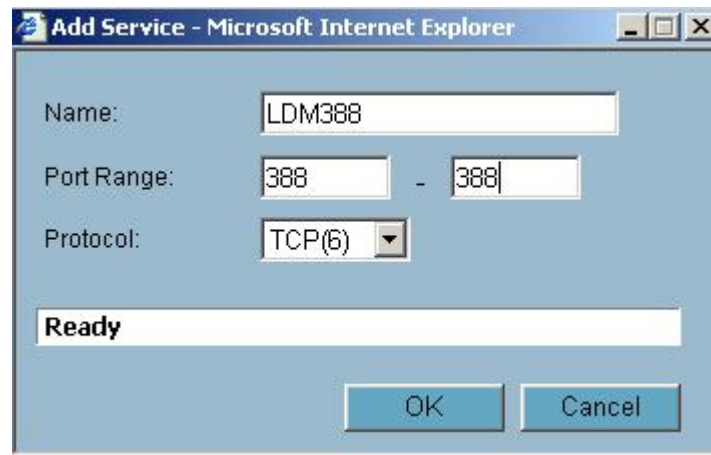 Add Service - Microsoft Internet Explorer
Name: LDM388
Port Range: 388 - 388
Protocol: TCP(6)
Ready
OK Cancel